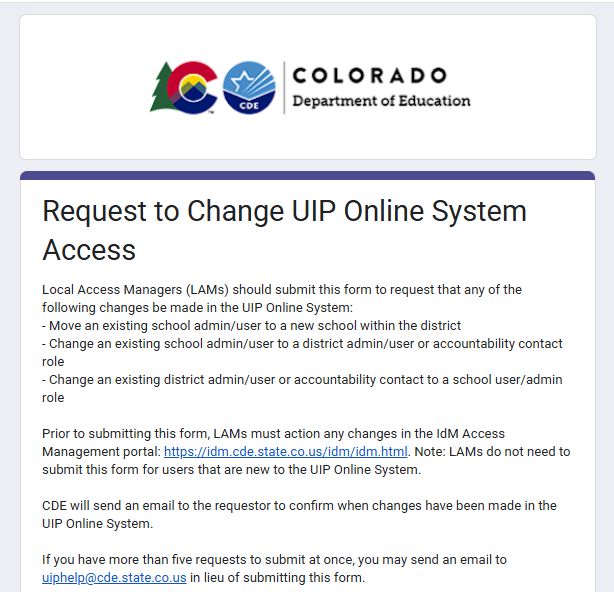 COLORADO
CDE
Department of Education
Request to Change UIP Online System
Access
Local Access Managers (LAMs) should submit this form to request that any of the
following changes be made in the UIP Online System:
- Move an existing school admin/user to a new school within the district
- Change an existing school admin/user to a district admin/user or accountability contact
role
- Change an existing district admin/user or accountability contact to a school user/admin
role
Prior to submitting this form, LAMs must action any changes in the IdM Access
Management portal: https://idm.cde.state.co.us/idm/idm.html. Note: LAMs do not need to
submit this form for users that are new to the UIP Online System.
CDE will send an email to the requestor to confirm when changes have been made in the
UIP Online System.
If you have more than five requests to submit at once, you may send an email to
uiphelp@cde.state.co.us in lieu of submitting this form.